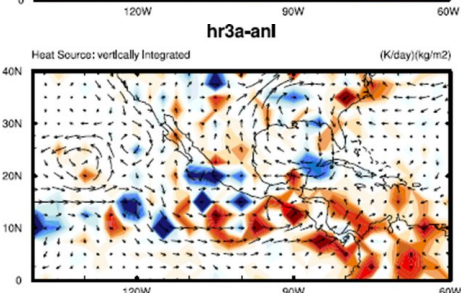 0
120W 90W 60W
hr3a-anl
Heat Source: vertically integrated (K/day)(kg/m2)
40N
30N
20N
10N
0
120W 90W 60W